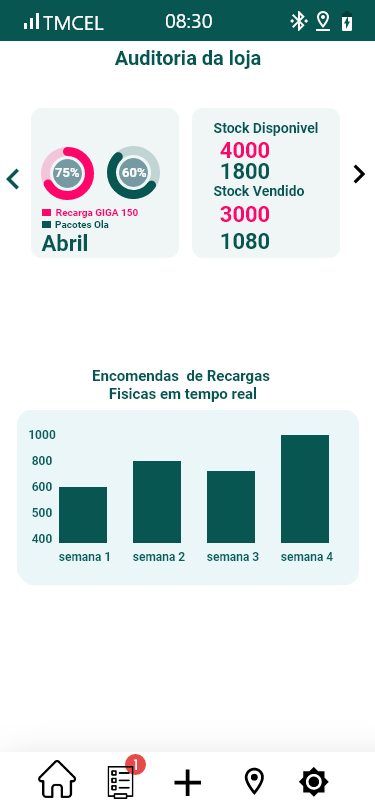 TMCEL 08:30
Auditoria da loja
75% 60%
Recarga GIGA 150
Pacotes Ola
Abril
Stock Disponivel
4000
1800
Stock Vendido
3000
1080
Encomendas de Recargas
Fisicas em tempo real
1000
800
600
500
400
semana 1 semana 2 semana 3 semana 4
1